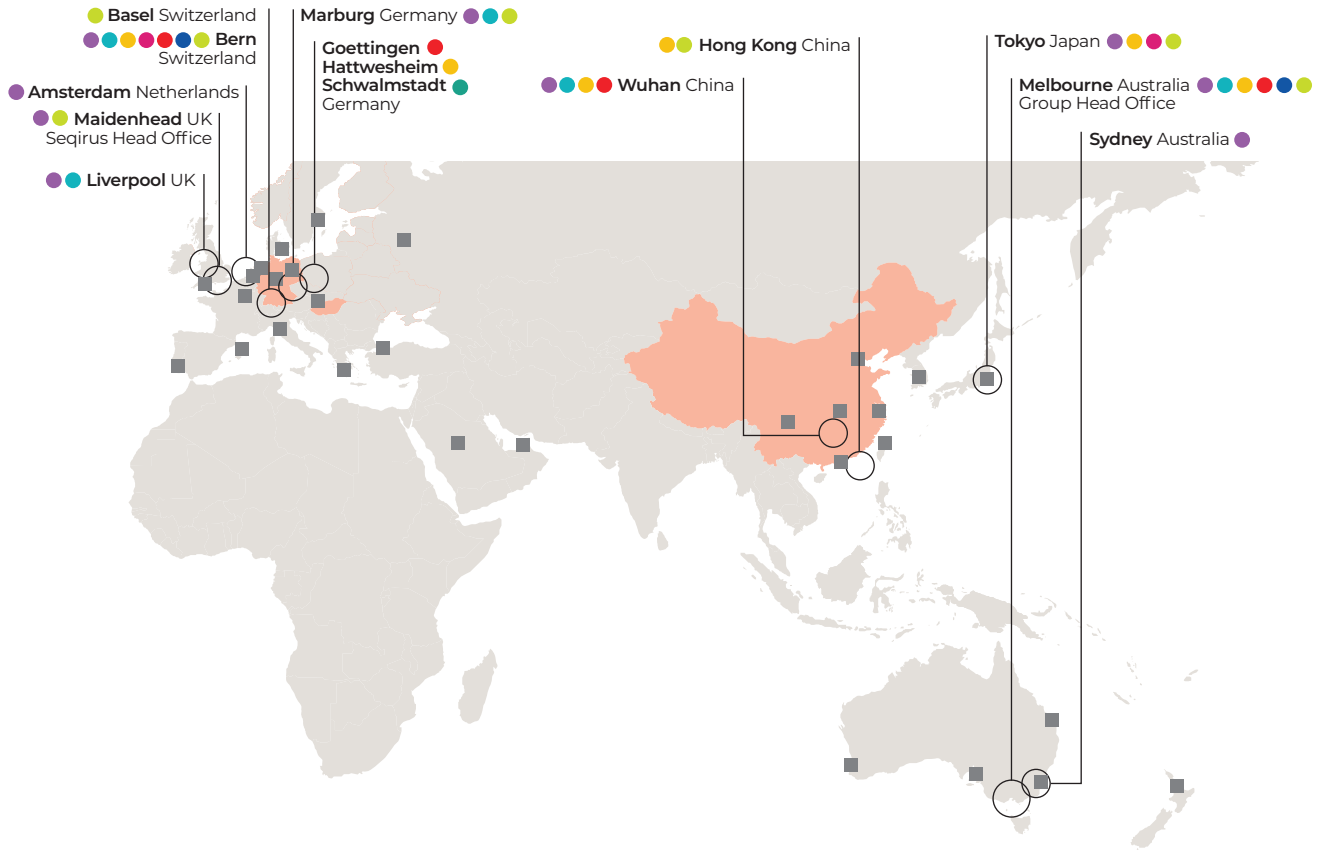 Basel Switzerland
Bern
Switzerland
Amsterdam Netherlands
Maidenhead UK
Seqirus Head Office
Liverpool UK
Marburg Germany
Goettingen
Hattwesheim
Schwalmstadt
Germany
Hong Kong China
Wuhan China
Tokyo Japan
Melbourne Australia
Group Head Office
Sydney Australia